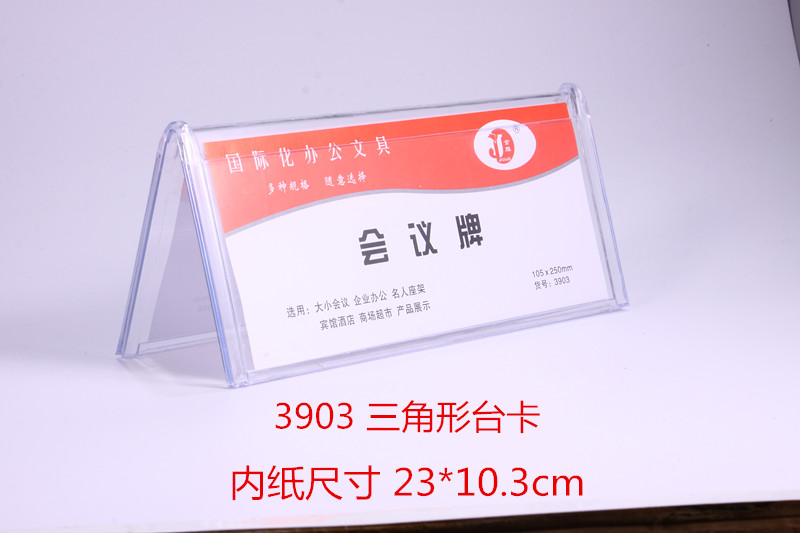 国际化办公文具
多种规格 随意选择
®
会议牌
105x250mm
货号：3903
选用：大小会议 企业办公 名人座架
宾馆酒店 商场超市 产品展示
3903 三角形台卡
内纸尺寸 23*10.3cm